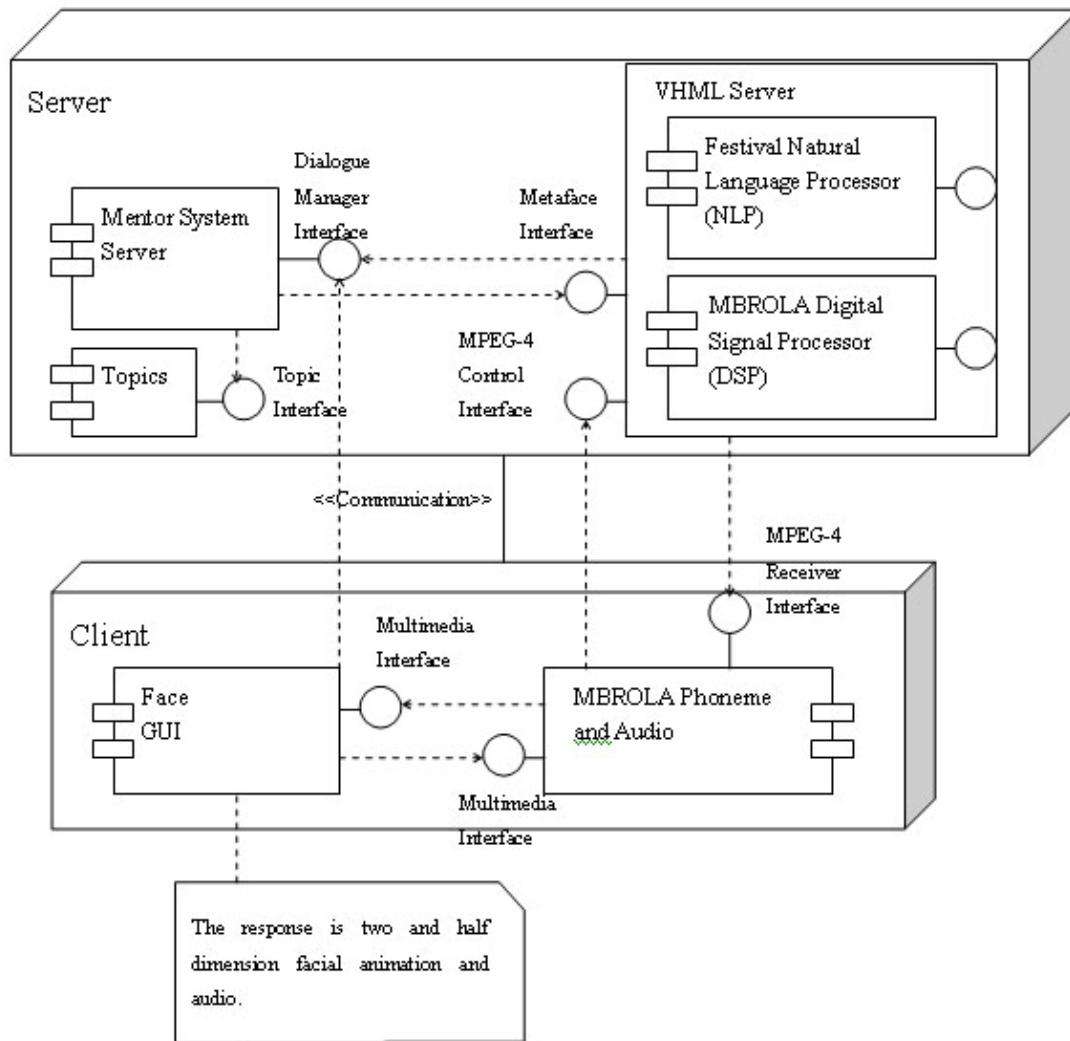 Server
VHML Server
Festival Natural
Language Processor
(NLP)
Dialogue
Manager
Interface
Metaface
Interface
Mentor System
Server
MBROLA Digital
Signal Processor
(DSP)
MPEG-4
Control
Interface
Topics
Topic
Interface
<<Communication>>
MPEG-4
Receiver
Interface
Client
Multimedia
Interface
Face
GUI
MBROLA Phoneme
and Audio
Multimedia
Interface
The response is two and half
dimension facial animation and
audio.